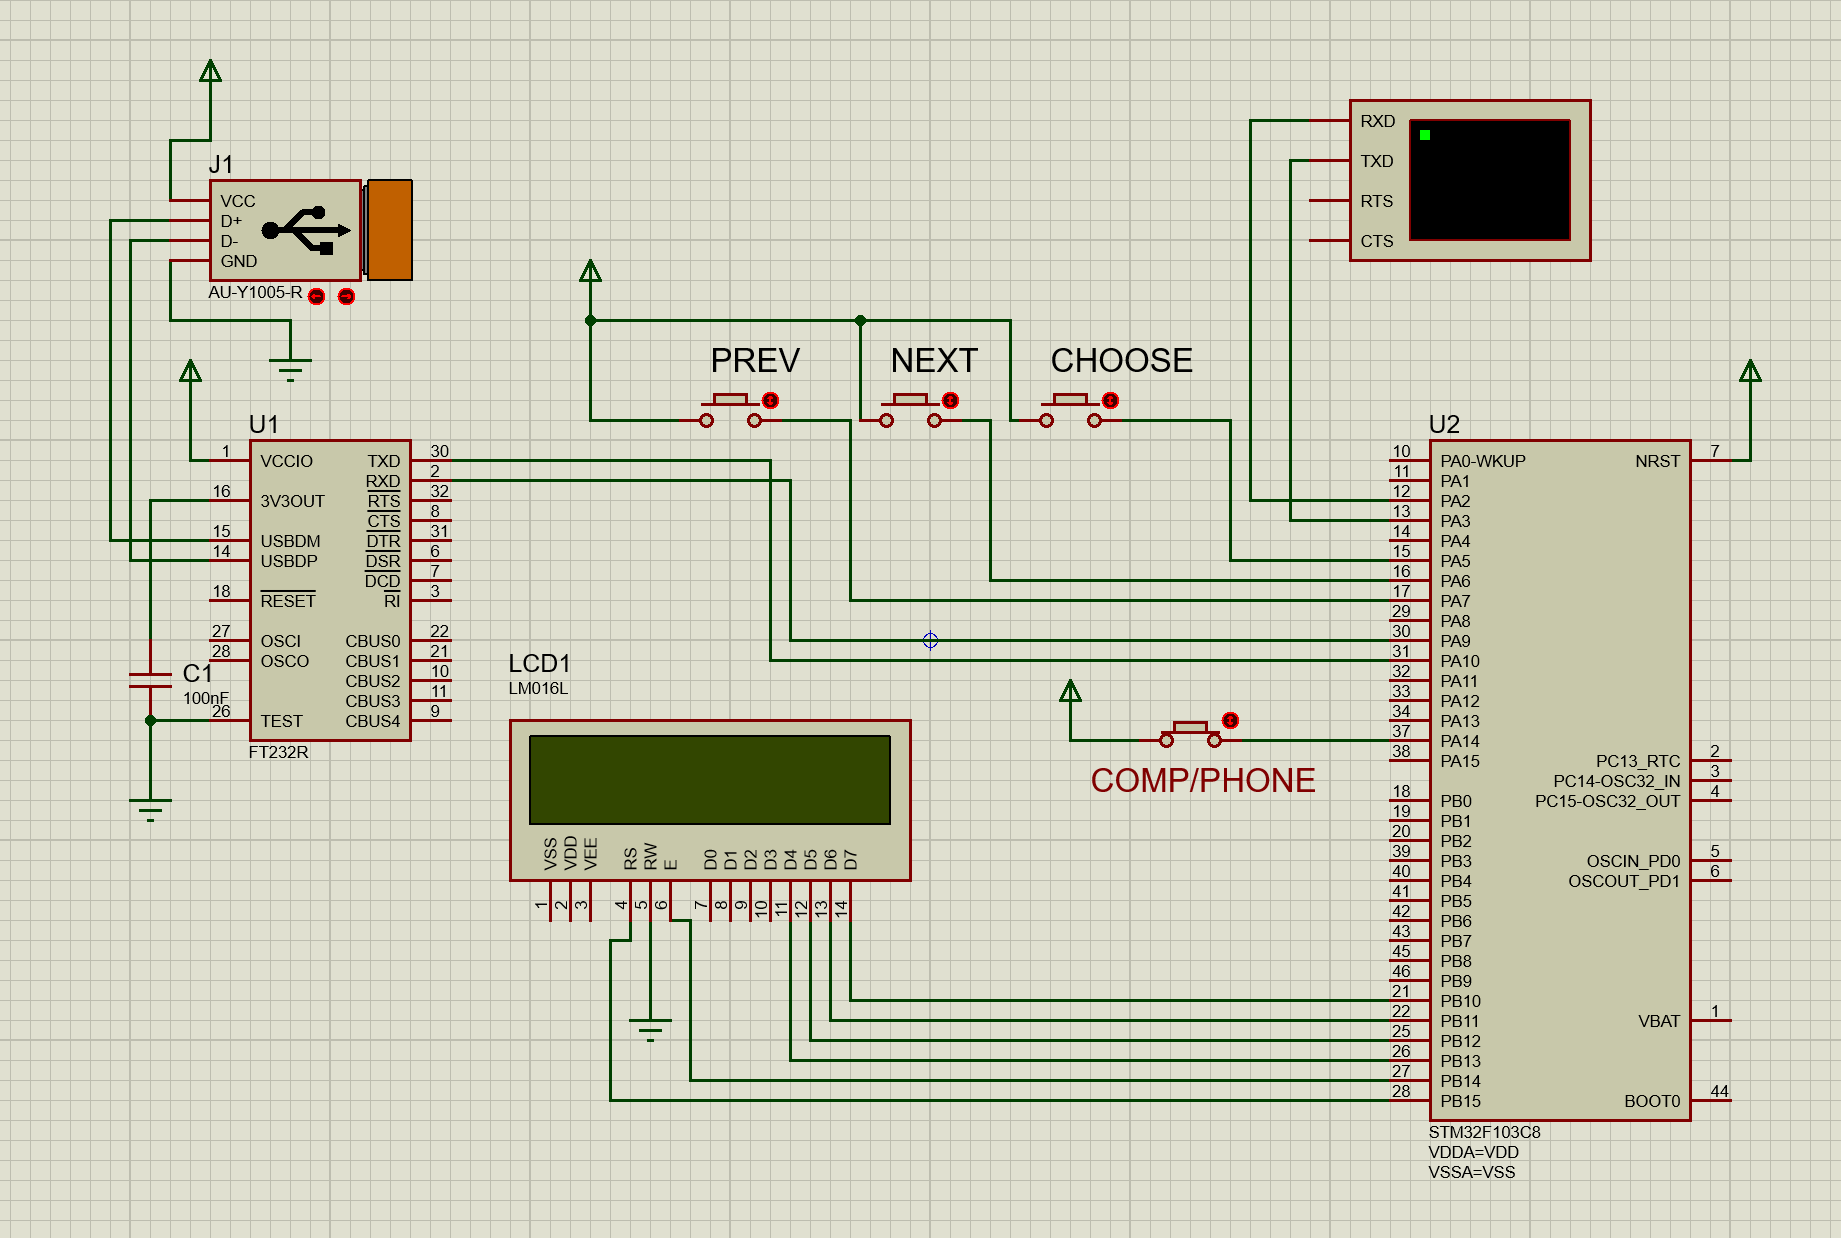 J1
VCC
D+
D-
GND
AU-Y1005-R
RXD
TXD
RTS
CTS
PREV NEXT CHOOSE
U1
1 VCCIO TXD 30
RXD 2
16 3V3OUT RTS 32
CTS 8
15 USBDM DTR 31
14 USBDP DSR 6
DCD 7
18 RESET RI 3
27 OSCI CBUS0 22
28 OSCO CBUS1 21
CBUS2 10
CBUS3 11
26 TEST CBUS4 9
FT232R
C1
100nF
LCD1
LM016L
VSS VDD VEE RS RW E D0 D1 D2 D3 D4 D5 D6 D7
1 2 3 4 5 6 7 8 9 10 11 12 13 14
COMP/PHONE
U2
10 PA0-WKUP NRST 7
11 PA1
12 PA2
13 PA3
14 PA4
15 PA5
16 PA6
17 PA7
29 PA8
30 PA9
31 PA10
32 PA11
33 PA12
34 PA13
37 PA14
38 PA15 PC13_RTC 2
PC14-OSC32_IN 3
18 PB0 PC15-OSC32_OUT 4
19 PB1
20 PB2
39 PB3 OSCIN_PD0 5
40 PB4 OSCOUT_PD1 6
41 PB5
42 PB6
43 PB7
45 PB8
46 PB9
21 PB10
22 PB11 VBAT 1
25 PB12
26 PB13
27 PB14
28 PB15 BOOT0 44
STM32F103C8
VDDA=VDD
VSSA=VSS